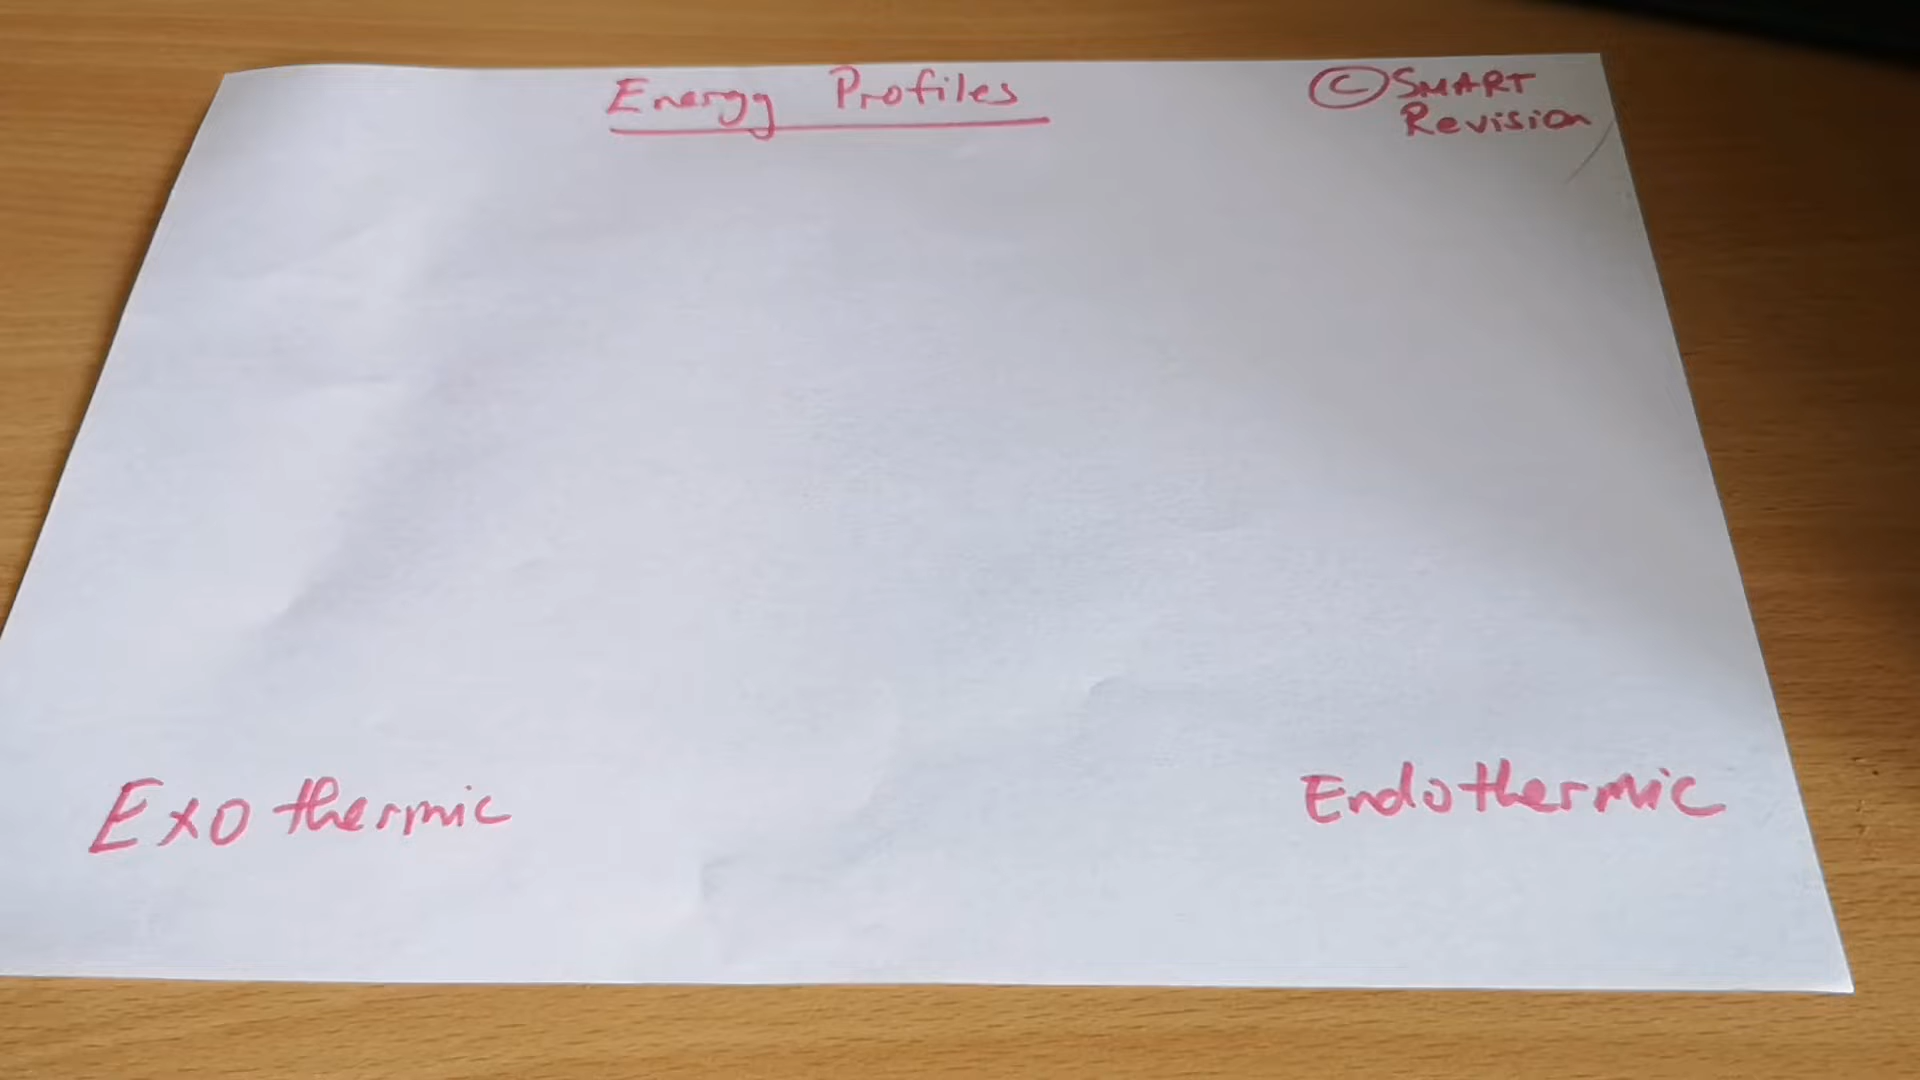 Energy Profiles
© SMART
Revision
Exothermic
Endothermic